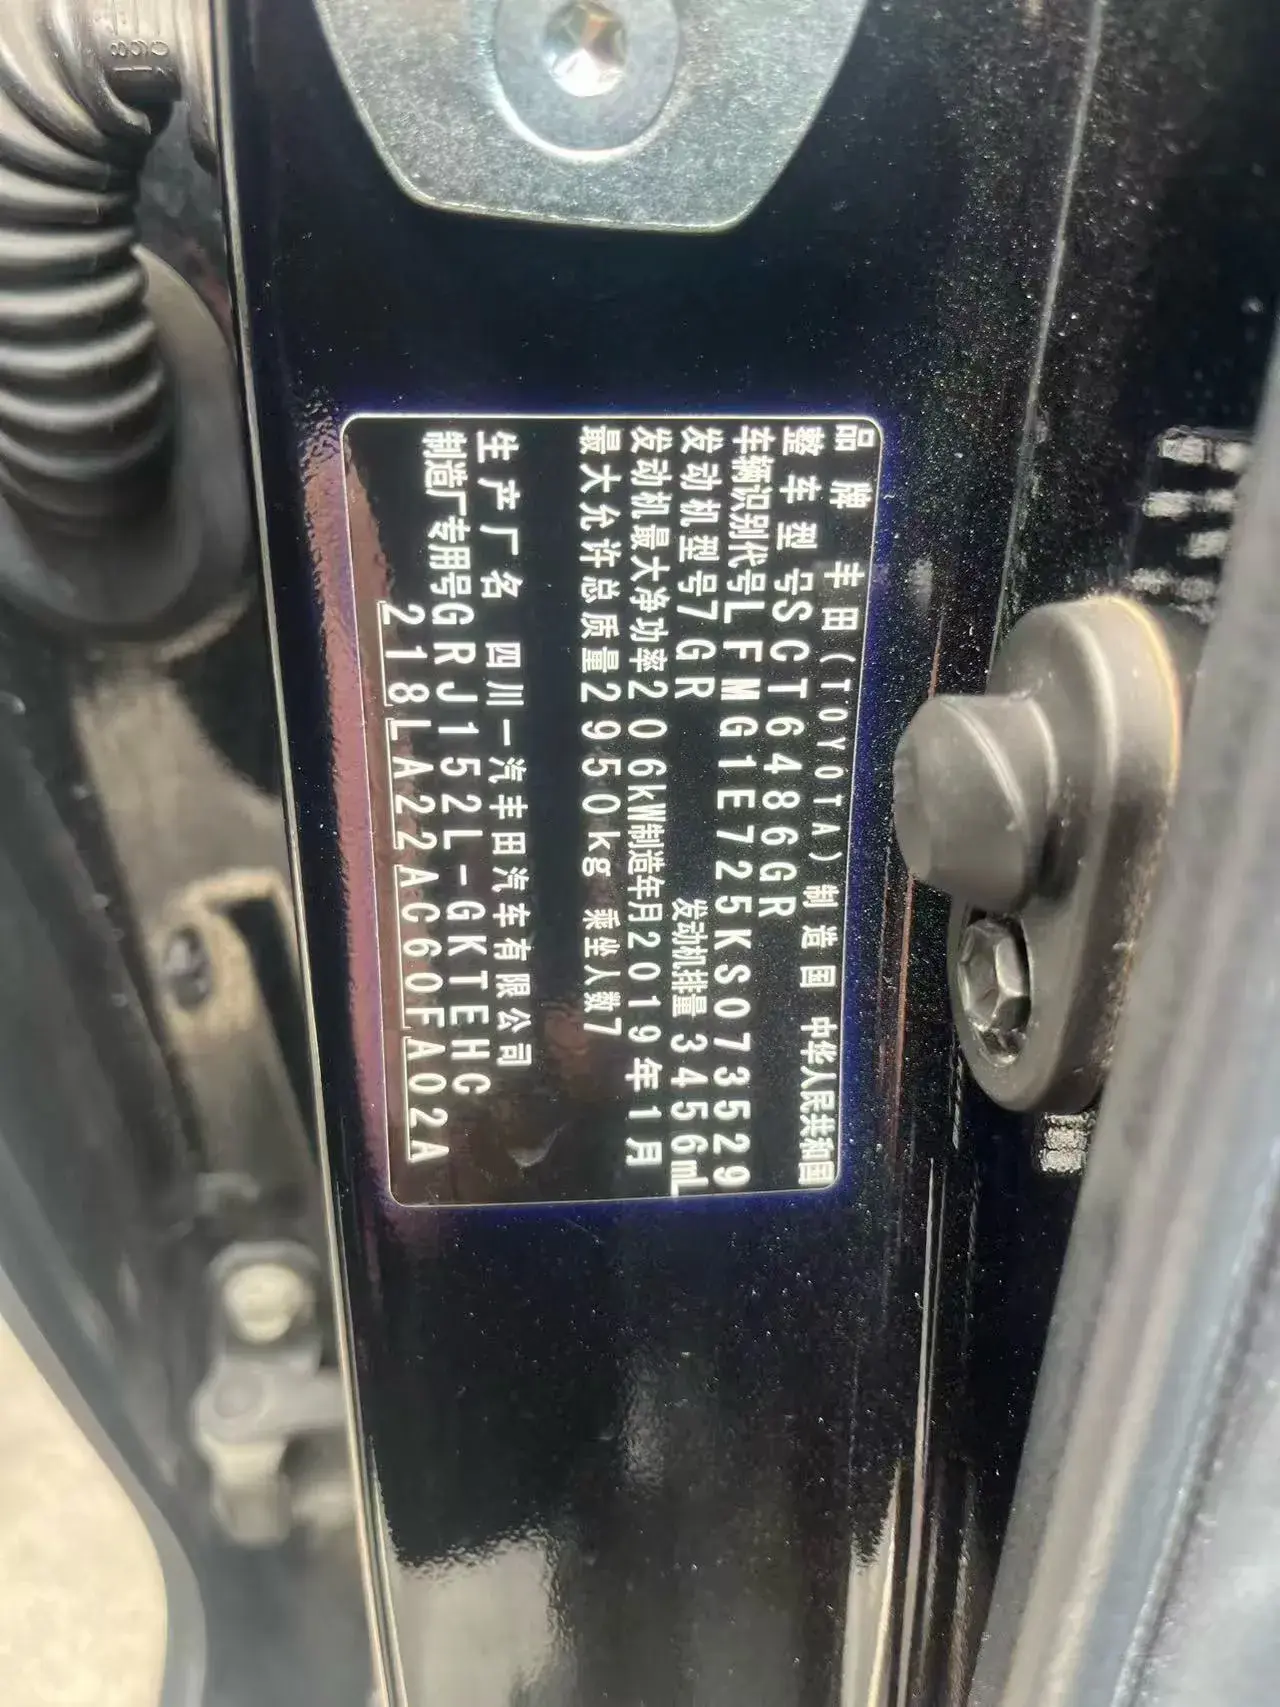 品牌 丰田(TOYOTA) 制造国 中华人民共和国
整车型号SCT6486GR
车辆识别代号LFMG1E725KS073529
发动机型号7GR 发动机排量3456mL
发动机最大净功率206kW 制造年月2019年1月
最大允许总质量2950kg 乘坐人数7
生产厂名 四川一汽丰田汽车有限公司
制造厂专用号GRJ152L-GKTEHC
218LA22AC60FA02A